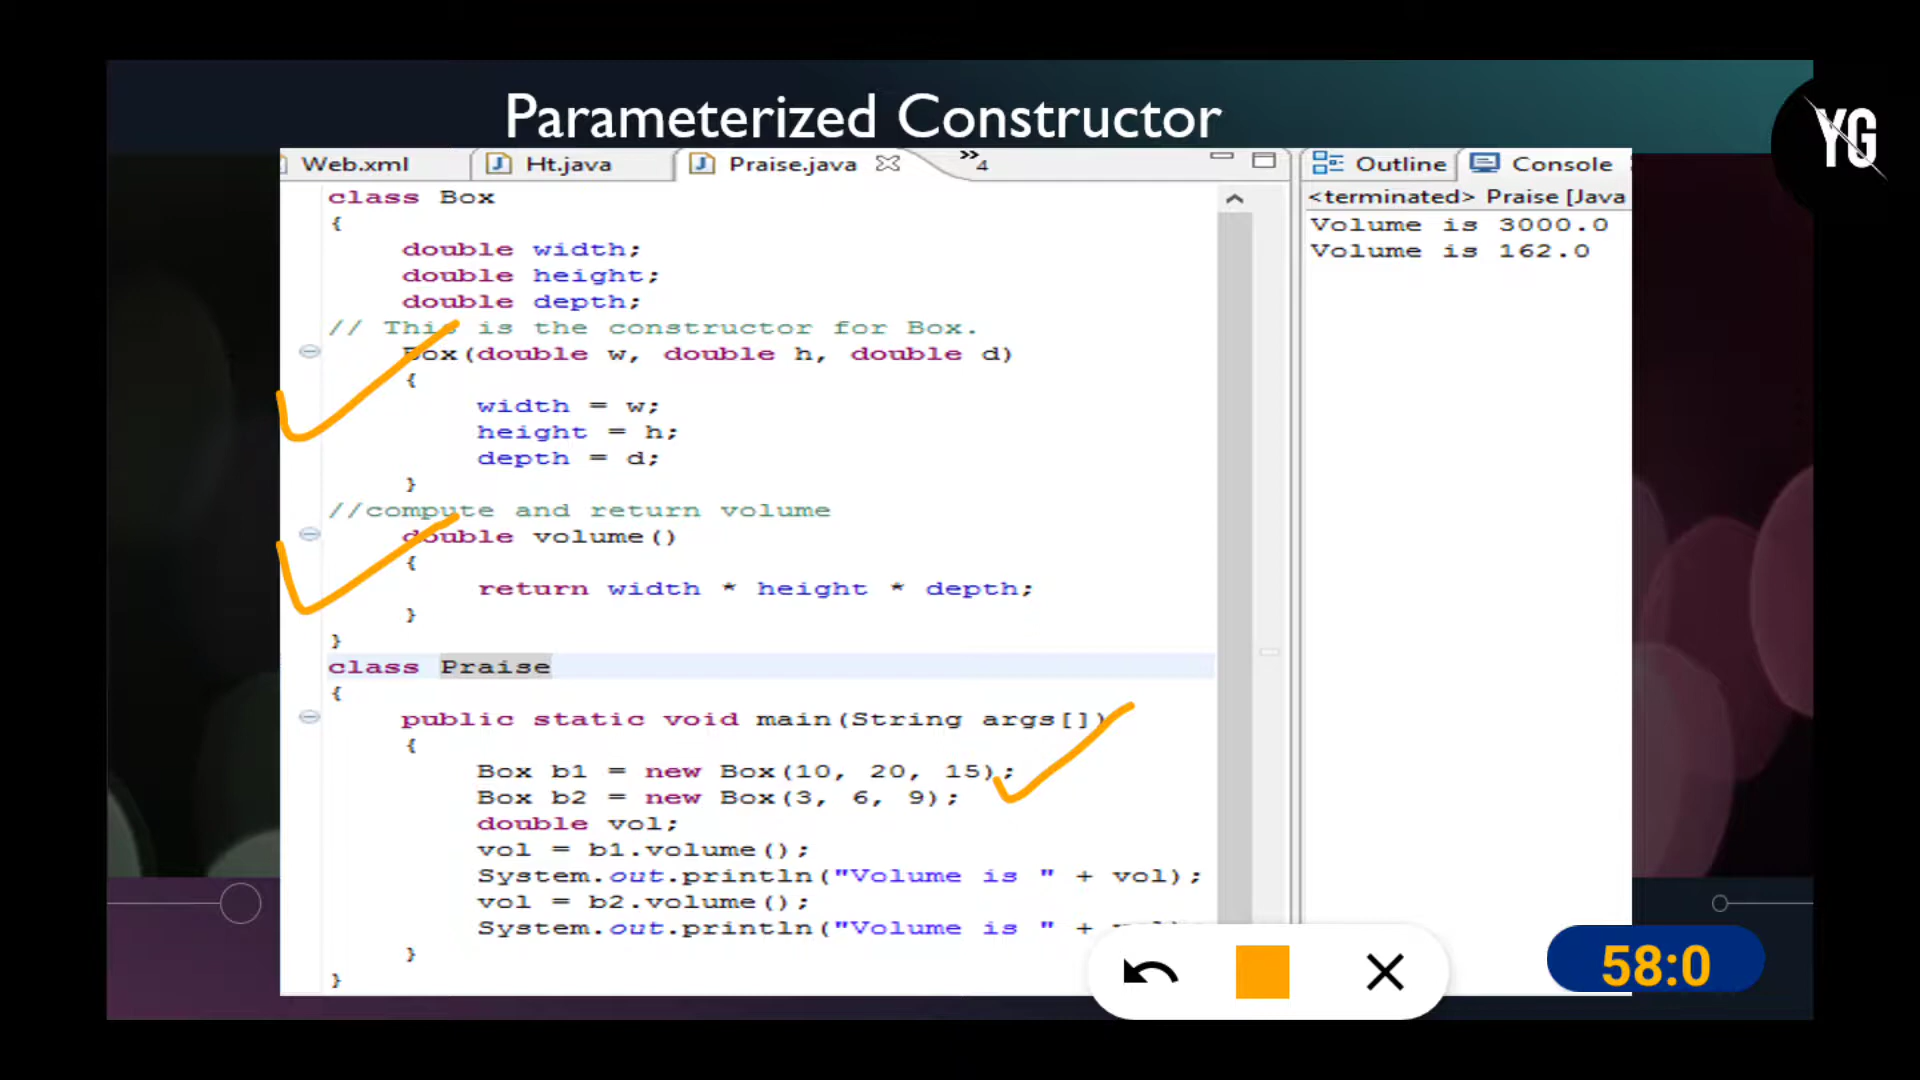 Parameterized Constructor
YG
Web.xml
Ht.java
Praise.java
»4
Outline
Console
<terminated> Praise [Java
Volume is 3000.0
Volume is 162.0
class Box
{
double width;
double height;
double depth;
// This is the constructor for Box.
Box(double w, double h, double d)
{
width = w;
height = h;
depth = d;
}
//compute and return volume
double volume()
{
return width * height * depth;
}
}
class Praise
{
public static void main(String args[])
{
Box b1 = new Box(10, 20, 15);
Box b2 = new Box(3, 6, 9);
double vol;
vol = b1.volume();
System.out.println("Volume is " + vol);
vol = b2.volume();
System.out.println("Volume is " +
}
}
58:0